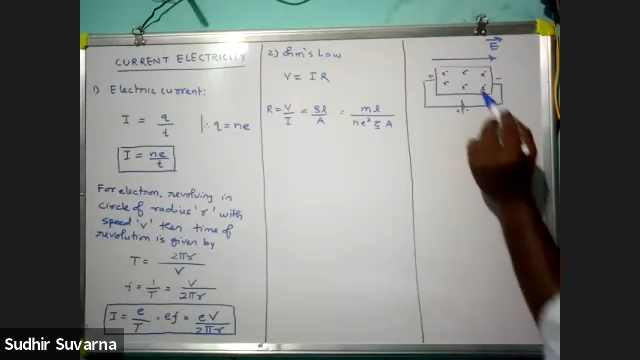 CURRENT ELECTRICITY
1) Electric current:
I = q/t |∴ q = ne
I = ne/t
For electron, revolving in
circle of radius 'r' with
speed 'v' then time of
revolution is given by
T = 2πr/V
f = 1/T = V/2πr
I = e/T = ef = eV/2πr
2) Ohm's Law
V = IR
R = V/I = ρl/A = ml/ne²τA
E
+ e⁻ e⁻ e⁻ -
e⁻ e⁻ e⁻
+ -
Sudhir Suvarna